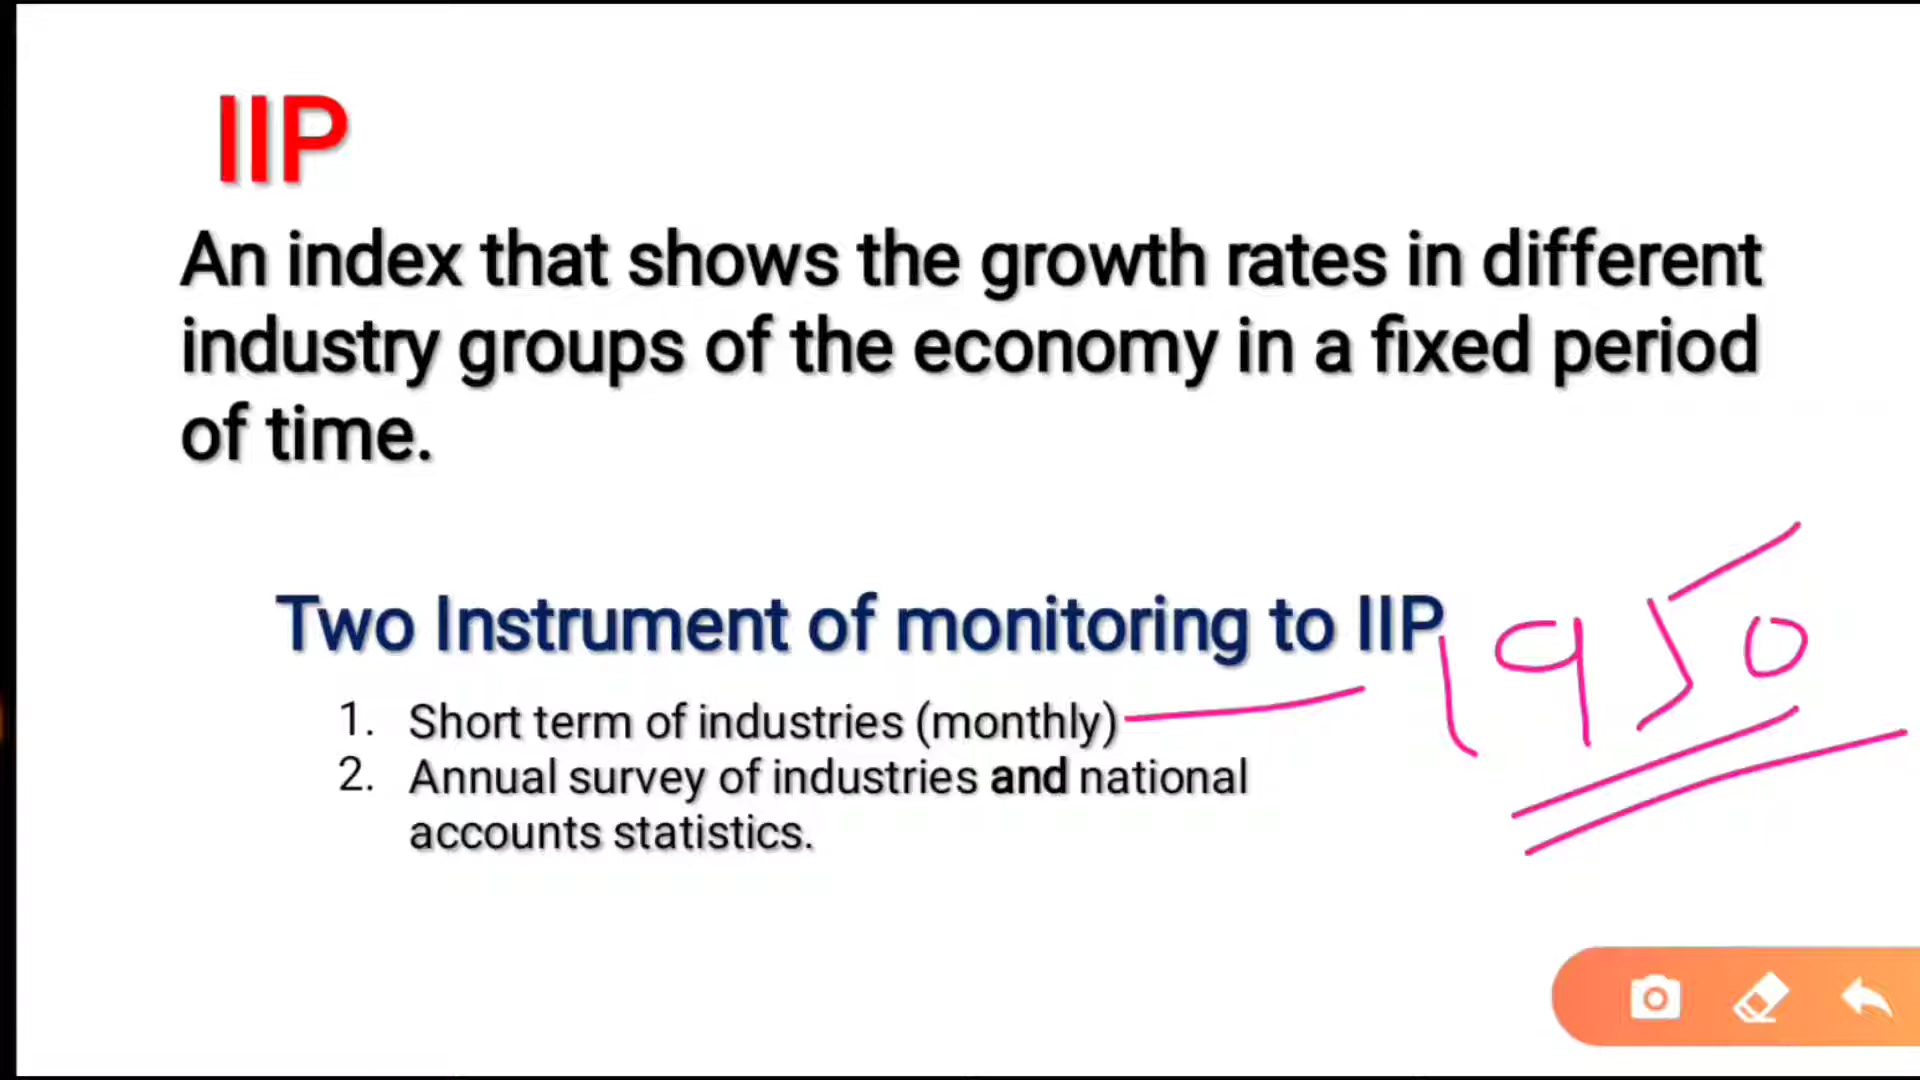 IIP
An index that shows the growth rates in different
industry groups of the economy in a fixed period
of time.
Two Instrument of monitoring to IIP
1. Short term of industries (monthly)
1950
2. Annual survey of industries and national
accounts statistics.